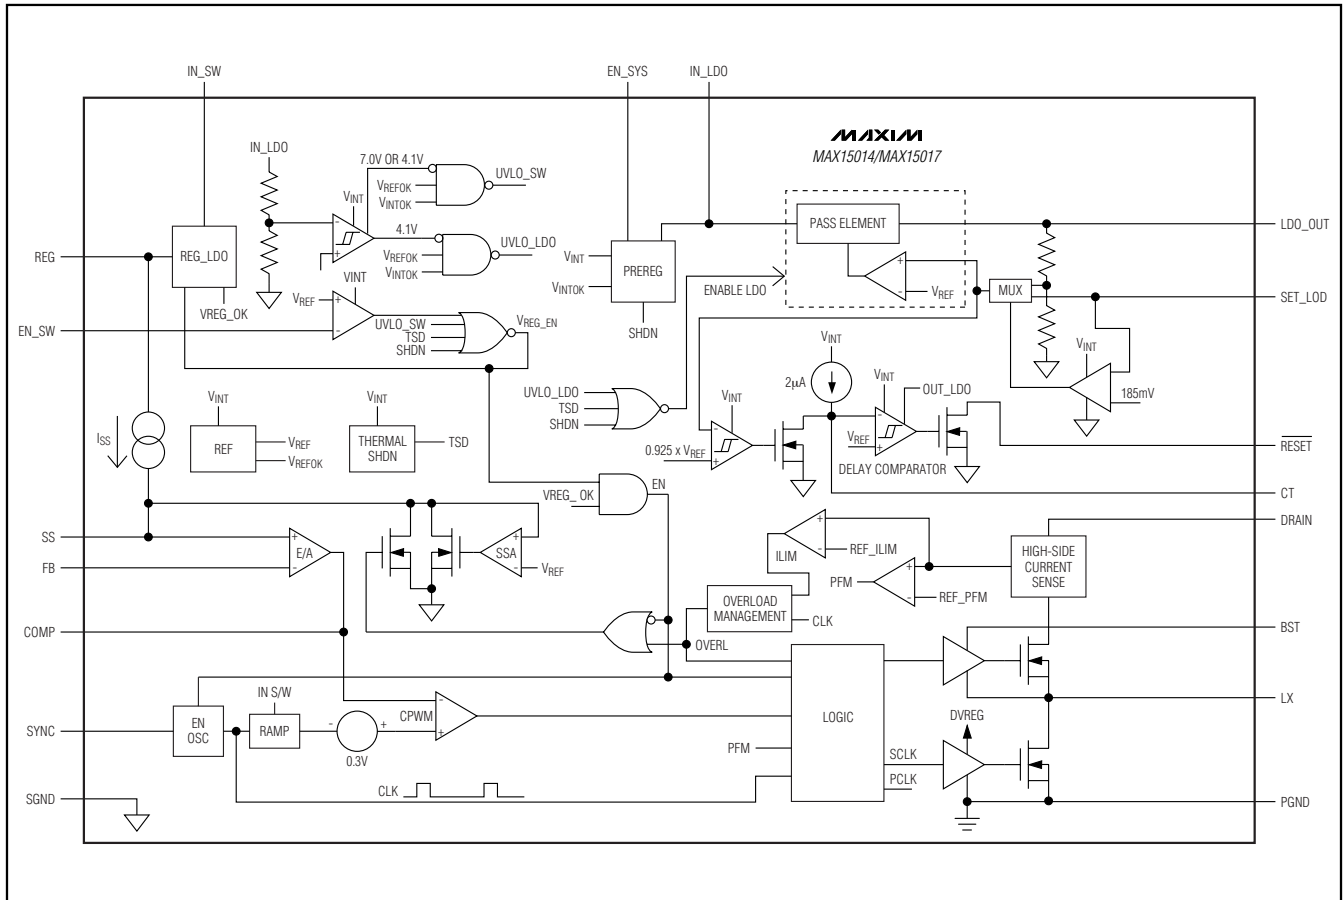 IN_SW
EN_SYS
IN_LDO
MAXIM
MAX15014/MAX15017
IN_LDO
7.0V OR 4.1V
VREFOK
VINTOK
UVLO_SW
VINT
-
+
4.1V
VREFOK
VINTOK
UVLO_LDO
REG
REG_LDO
VREG_OK
VINT
VREF
+
-
EN_SW
UVLO_SW
TSD
SHDN
VREG_EN
VINT
VINTOK
PREREG
SHDN
ENABLE LDO
PASS ELEMENT
+
-
VREF
LDO_OUT
MUX
SET_LOD
VINT
185mV
UVLO_LDO
TSD
SHDN
VINT
2µA
VINT
-
+
0.925 x VREF
VINT
OUT_LDO
-
+
VREF
DELAY COMPARATOR
RESET
CT
ISS
VINT
REF
VREF
VREFOK
VINT
THERMAL
SHDN
TSD
VREG_ OK
EN
SS
FB
+
-
E/A
SSA
+
-
VREF
+
-
ILIM
REF_ILIM
PFM
+
-
REF_PFM
DRAIN
HIGH-SIDE
CURRENT
SENSE
OVERLOAD
MANAGEMENT
CLK
COMP
OVERL
BST
LX
SYNC
EN
OSC
IN S/W
RAMP
-
+
0.3V
CPWM
-
+
LOGIC
PFM
SCLK
PCLK
DVREG
CLK
SGND
PGND